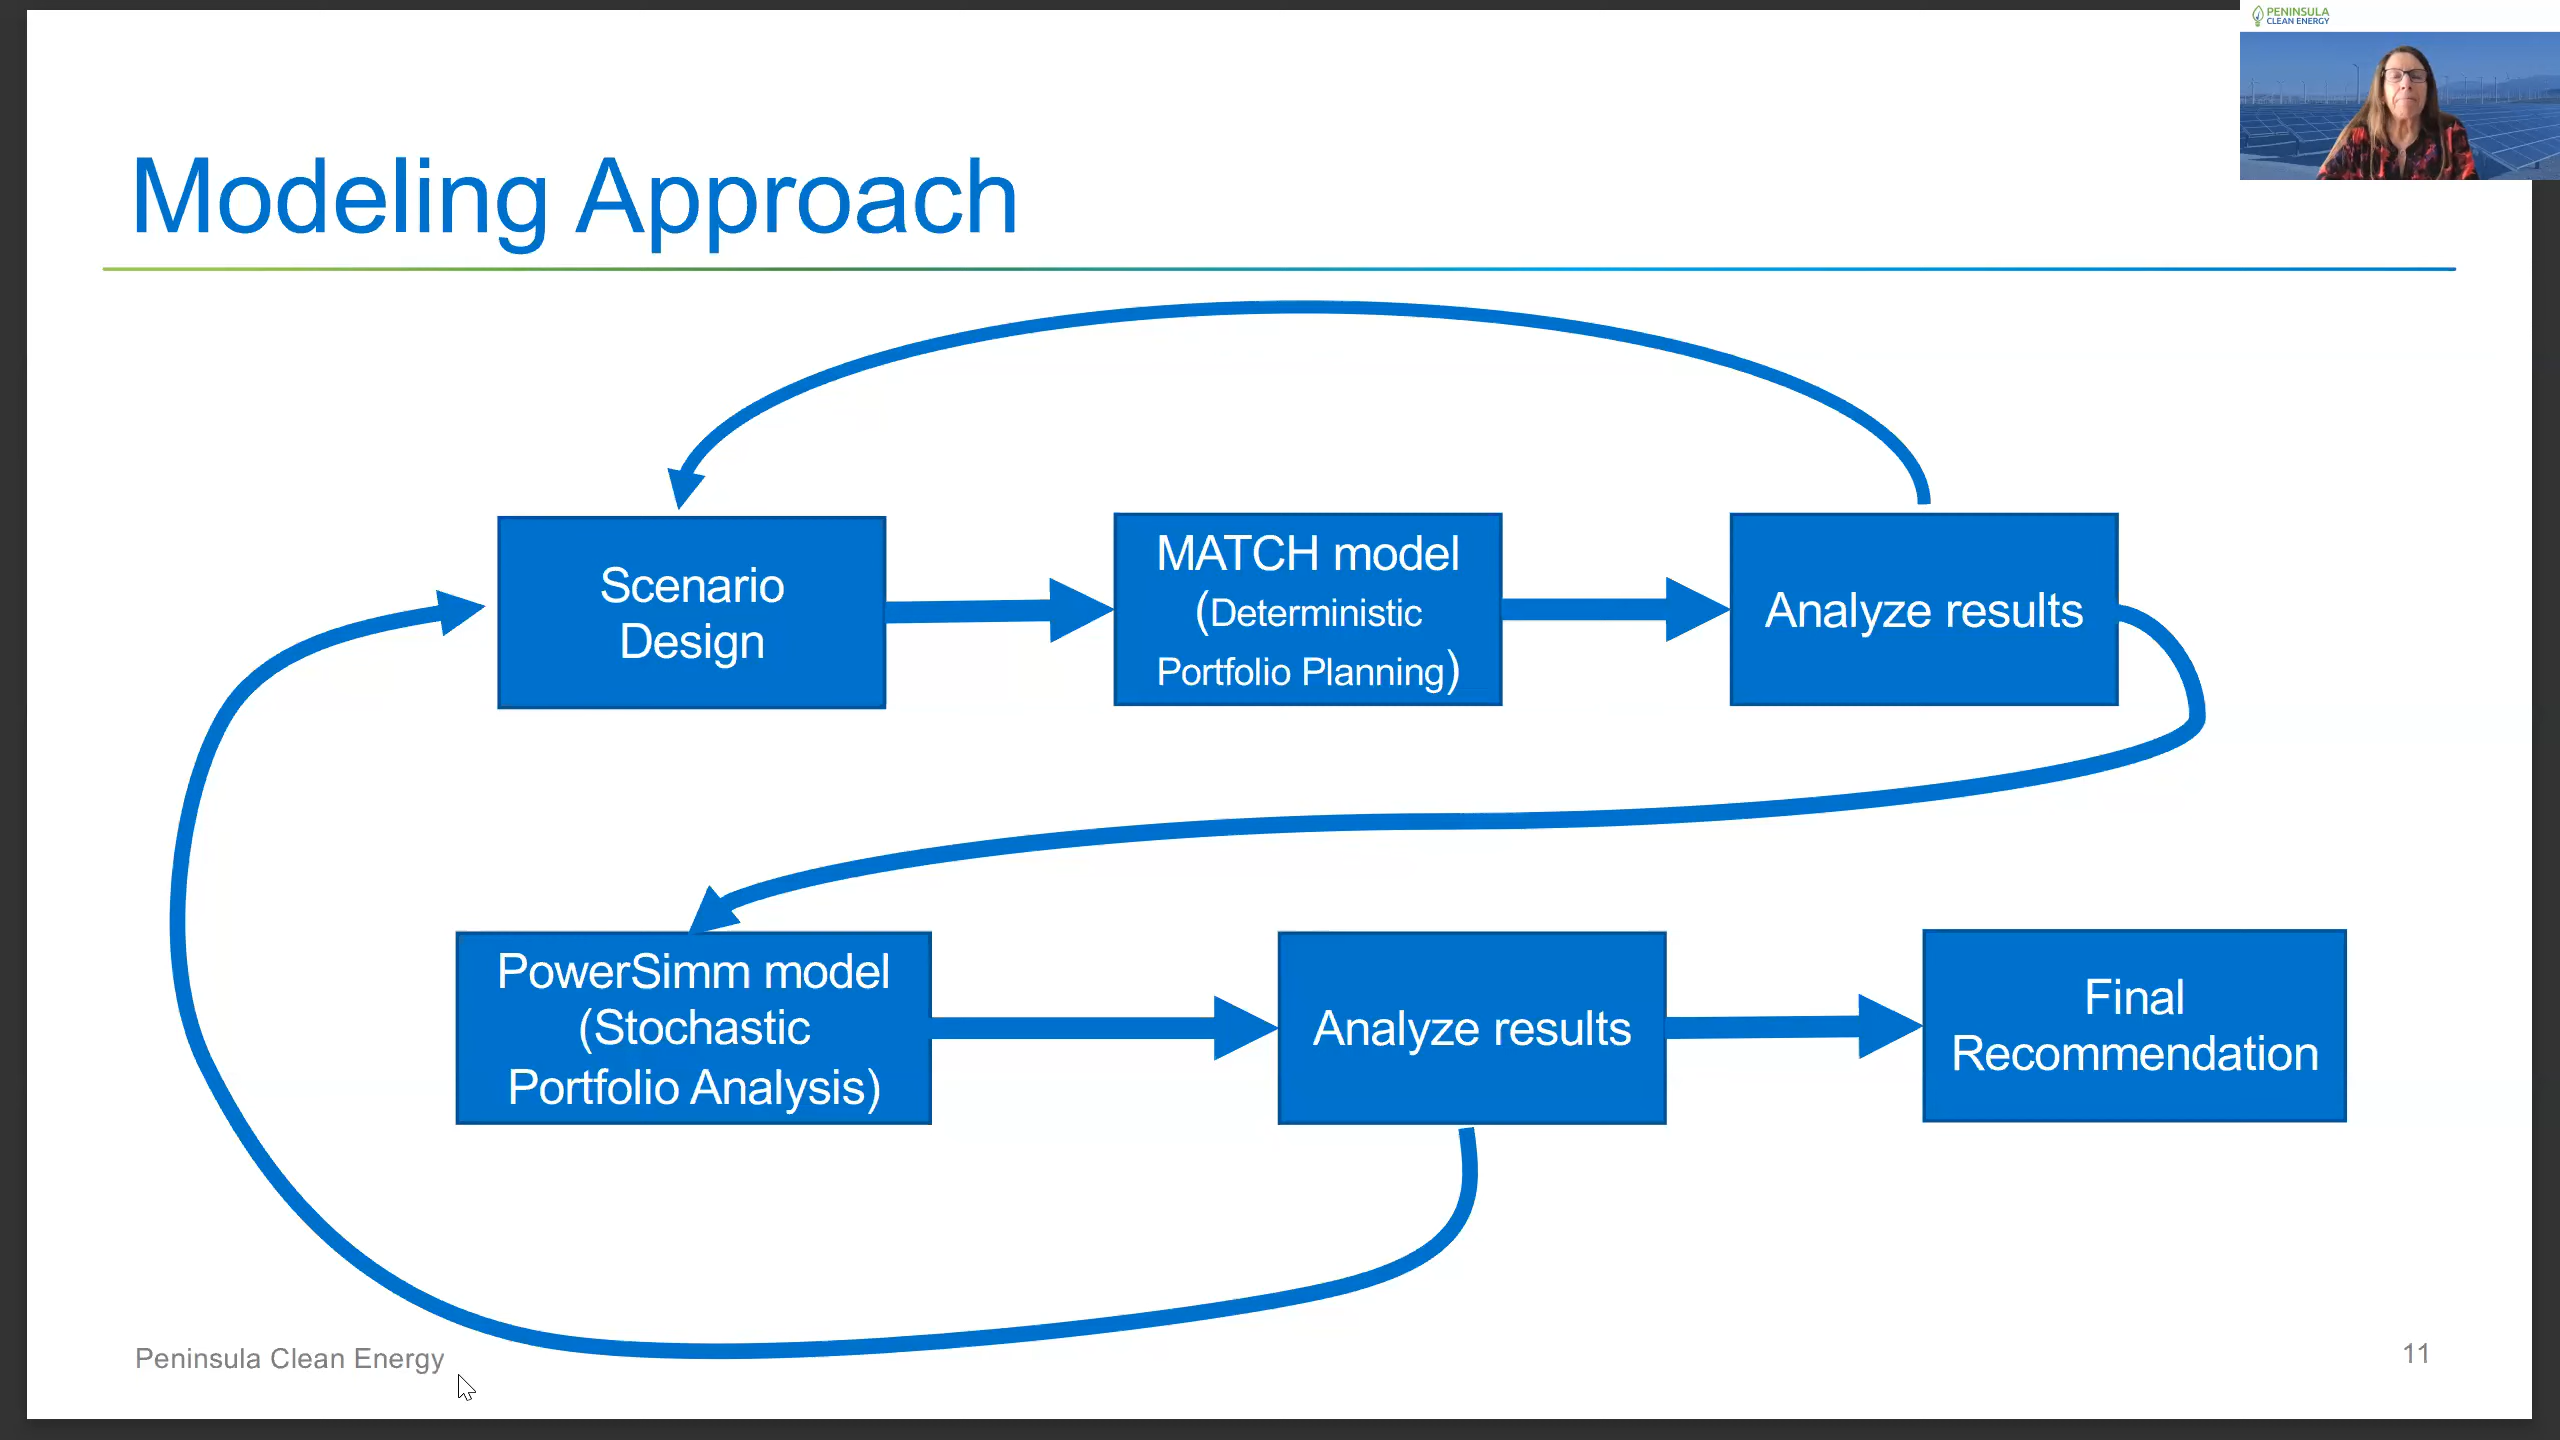 PENINSULA
CLEAN ENERGY
Modeling Approach
Scenario
Design
MATCH model
(Deterministic
Portfolio Planning)
Analyze results
PowerSimm model
(Stochastic
Portfolio Analysis)
Analyze results
Final
Recommendation
Peninsula Clean Energy
11